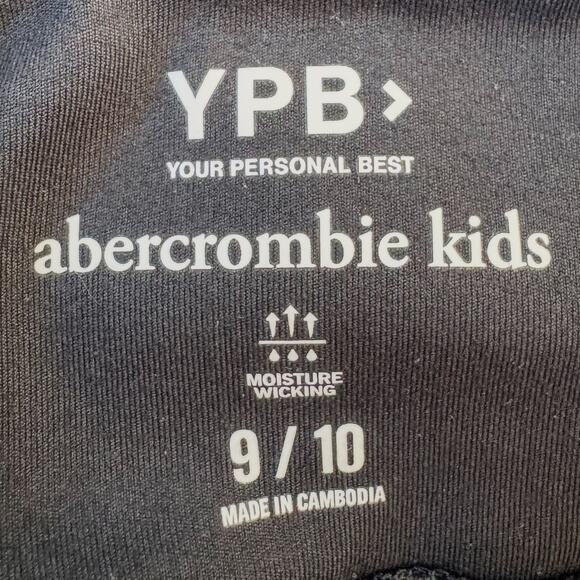 YPB>
YOUR PERSONAL BEST
abercrombie kids
MOISTURE
WICKING
9 / 10
MADE IN CAMBODIA